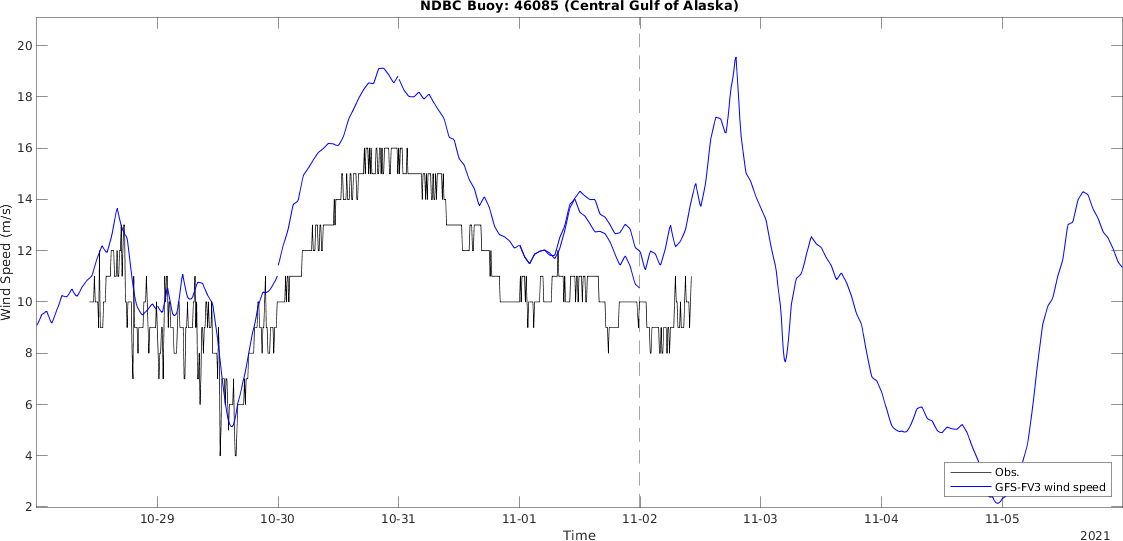 NDBC Buoy: 46085 (Central Gulf of Alaska)
Wind Speed (m/s)
20
18
16
14
12
10
8
6
4
2
Obs.
GFS-FV3 wind speed
10-29 10-30 10-31 11-01 11-02 11-03 11-04 11-05
Time
2021